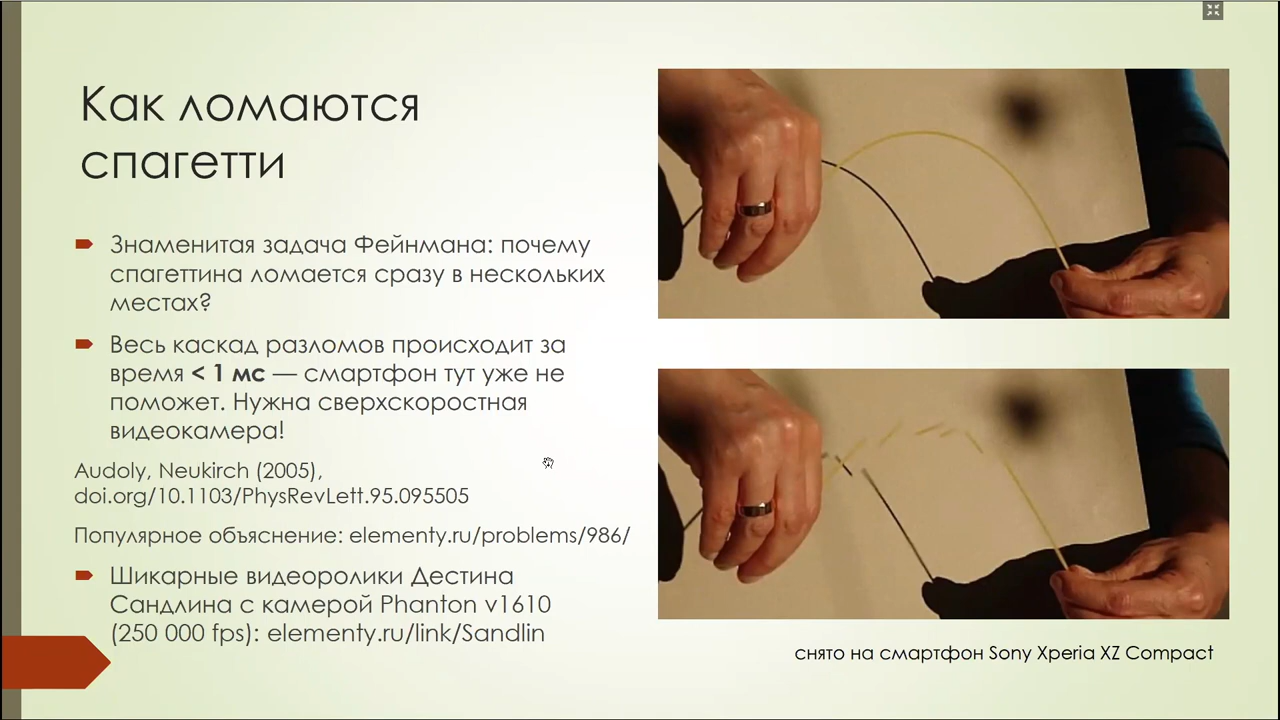 Как ломаются
спагетти
Знаменитая задача Фейнмана: почему
спагеттина ломается сразу в нескольких
местах?
Весь каскад разломов происходит за
время < 1 мс — смартфон тут уже не
поможет. Нужна сверхскоростная
видеокамера!
Audoly, Neukirch (2005),
doi.org/10.1103/PhysRevLett.95.095505
Популярное объяснение: elementy.ru/problems/986/
Шикарные видеоролики Дестина
Сандлина с камерой Phanton v1610
(250 000 fps): elementy.ru/link/Sandlin
снято на смартфон Sony Xperia XZ Compact